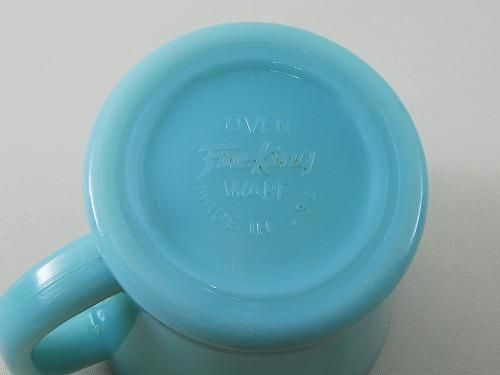 OVEN
Fire-King
WARE
MADE IN U.S.A.